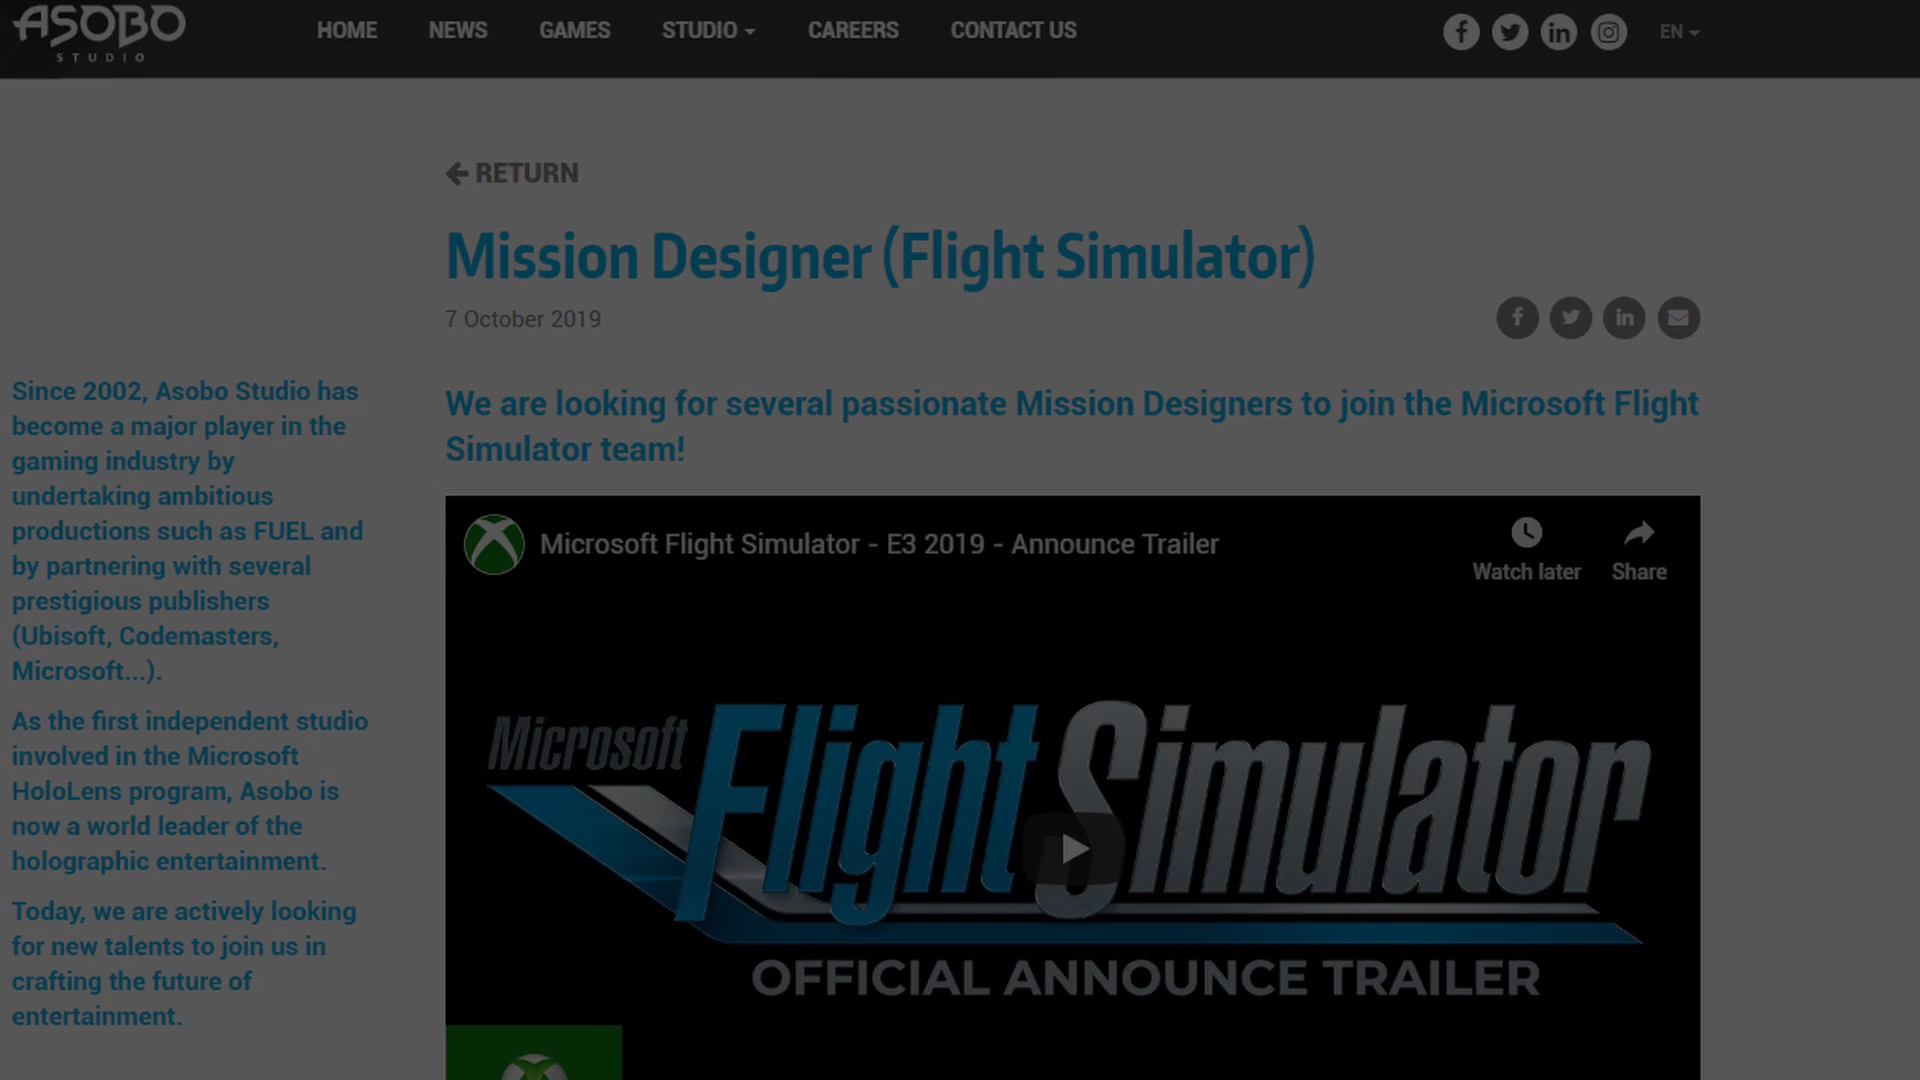 ASOBO
STUDIO
HOME NEWS GAMES STUDIO CAREERS CONTACT US EN
RETURN
Mission Designer (Flight Simulator)
7 October 2019
Since 2002, Asobo Studio has
become a major player in the
gaming industry by
undertaking ambitious
productions such as FUEL and
by partnering with several
prestigious publishers
(Ubisoft, Codemasters,
Microsoft...).
As the first independent studio
involved in the Microsoft
HoloLens program, Asobo is
now a world leader of the
holographic entertainment.
Today, we are actively looking
for new talents to join us in
crafting the future of
entertainment.
We are looking for several passionate Mission Designers to join the Microsoft Flight
Simulator team!
Microsoft Flight Simulator - E3 2019 - Announce Trailer
Watch later Share
Microsoft Flight Simulator
OFFICIAL ANNOUNCE TRAILER